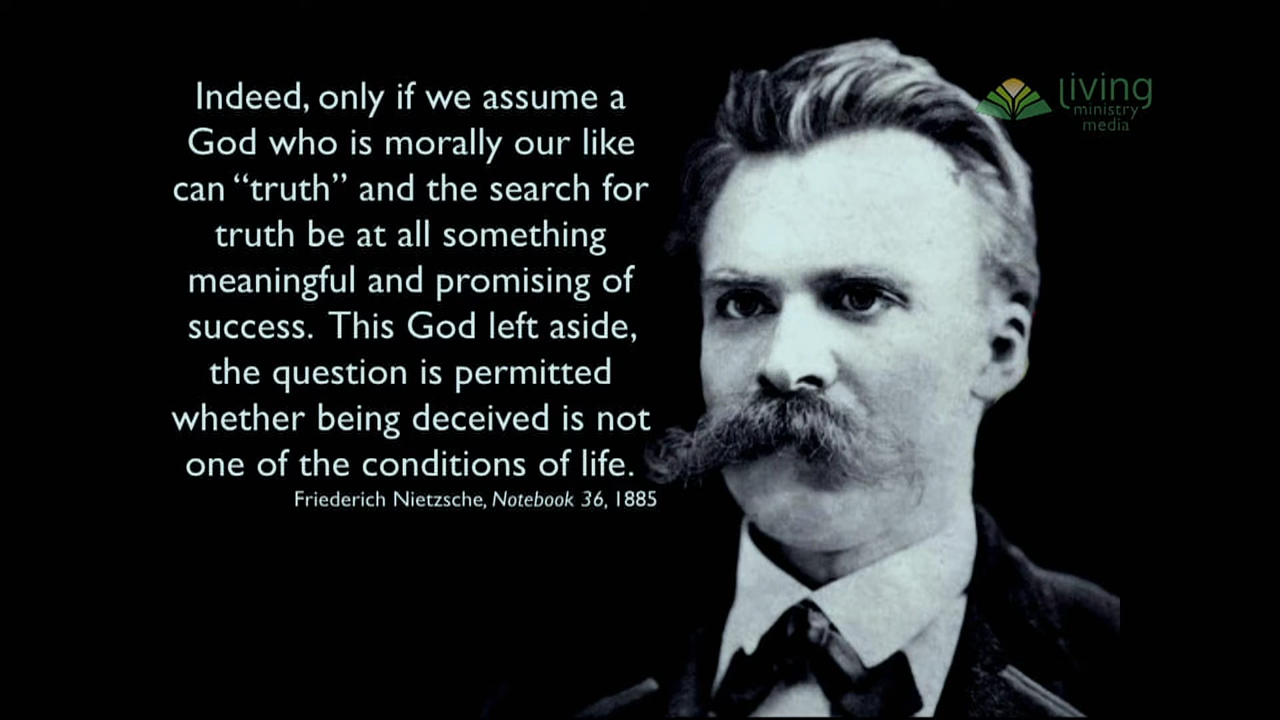 Indeed, only if we assume a
God who is morally our like
can “truth” and the search for
truth be at all something
meaningful and promising of
success. This God left aside,
the question is permitted
whether being deceived is not
one of the conditions of life.
Friederich Nietzsche, Notebook 36, 1885
living
ministry
media